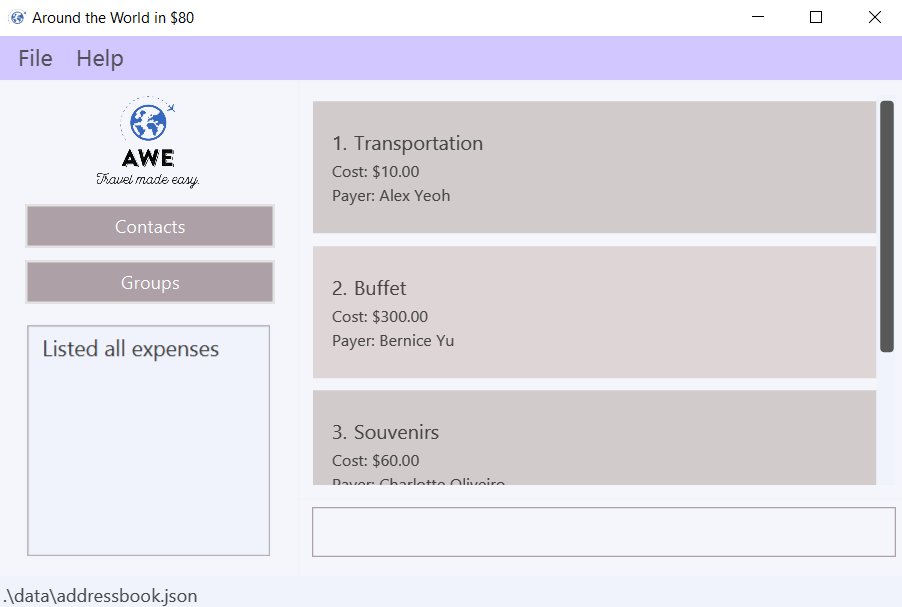 Around the World in $80
File Help
AWE
Travel made easy.
Contacts
Groups
Listed all expenses
1. Transportation
Cost: $10.00
Payer: Alex Yeoh
2. Buffet
Cost: $300.00
Payer: Bernice Yu
3. Souvenirs
Cost: $60.00
Payer: Charlotte Oliveiro
.\data\addressbook.json